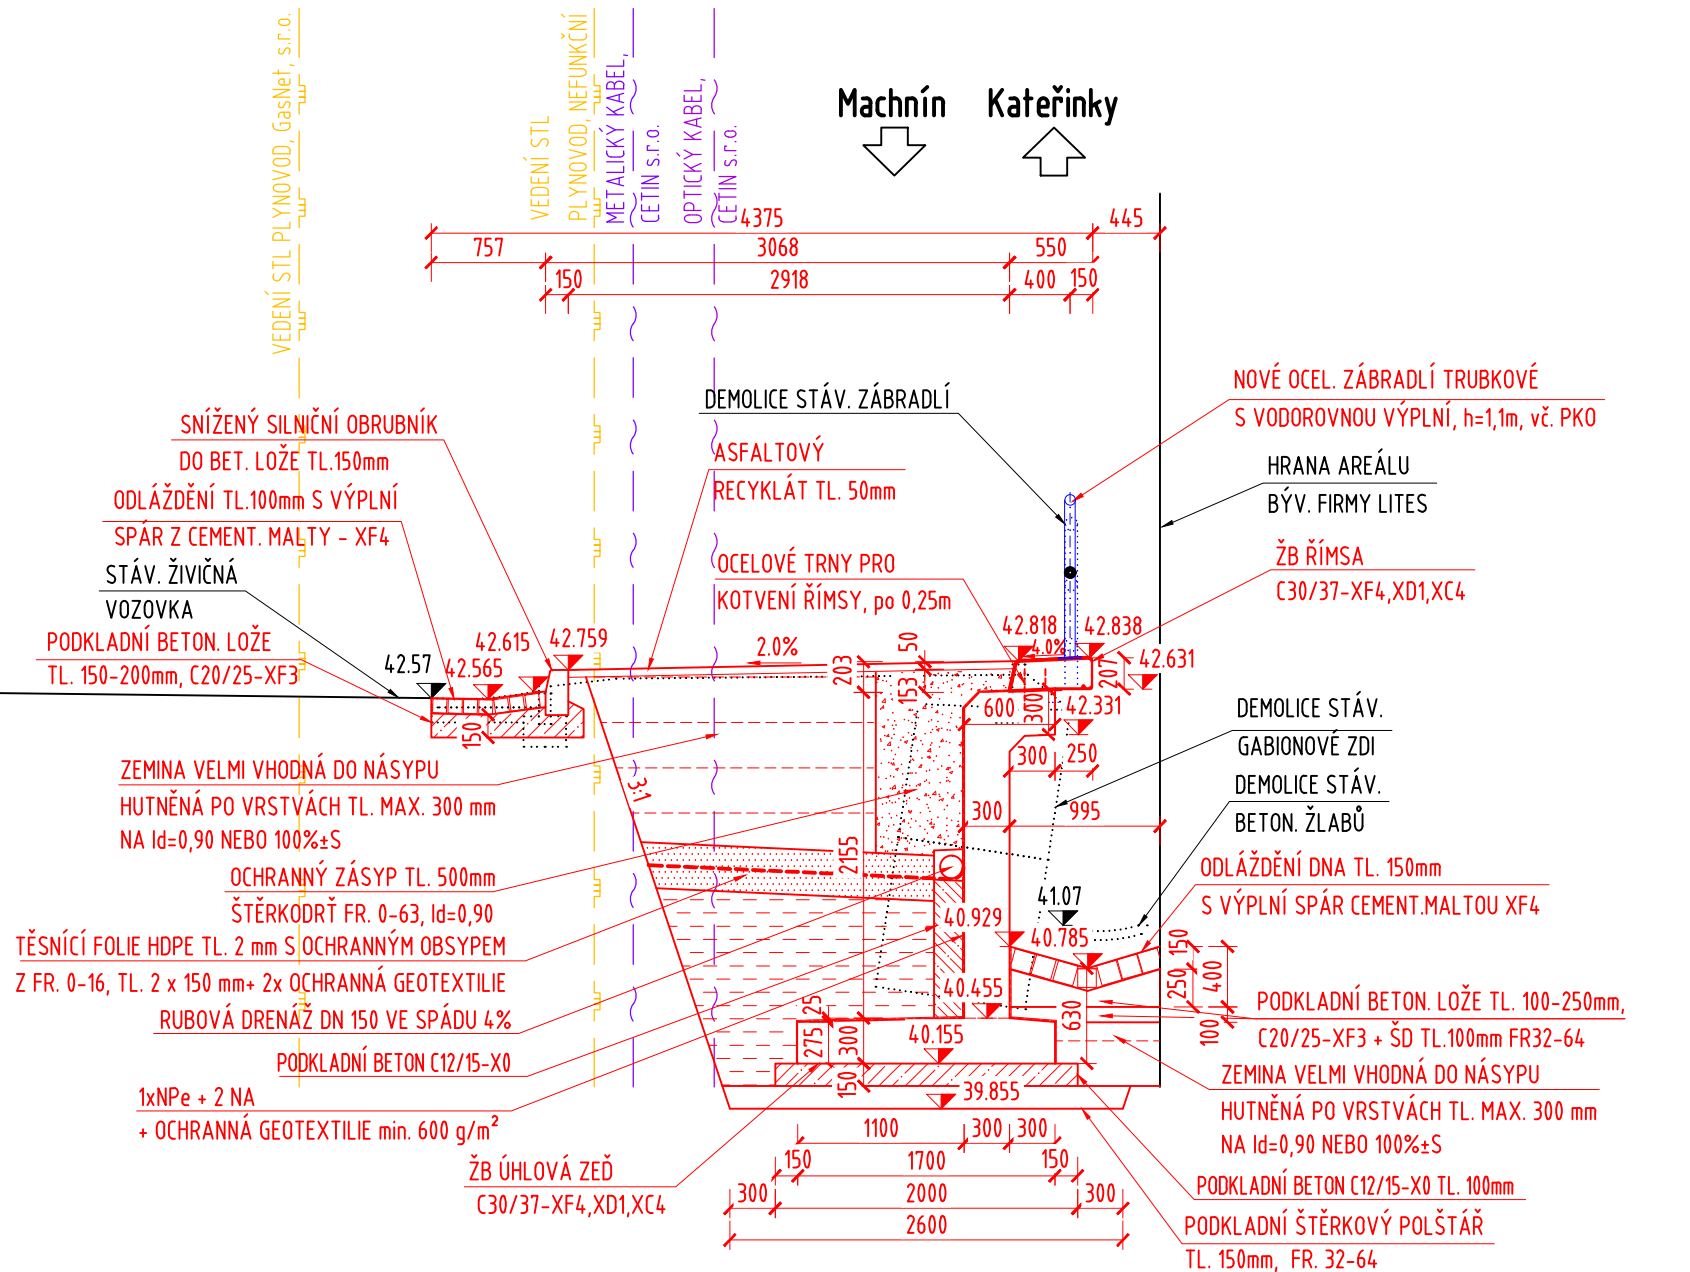 VEDENÍ STL PLYNOVOD, GasNet, s.r.o.
VEDENÍ STL
PLYNOVOD, NEFUNKČNÍ
METALICKÝ KABEL,
CETIN s.r.o.
OPTICKÝ KABEL,
CETIN s.r.o.
Machnín
Kateřinky
4375
445
757
3068
550
150
2918
400
150
DEMOLICE STÁV. ZÁBRADLÍ
NOVÉ OCEL. ZÁBRADLÍ TRUBKOVÉ
S VODOROVNOU VÝPLNÍ, h=1,1m, vč. PKO
SNÍŽENÝ SILNIČNÍ OBRUBNÍK
DO BET. LOŽE TL.150mm
ASFALTOVÝ
RECYKLÁT TL. 50mm
HRANA AREÁLU
BÝV. FIRMY LITES
ODLÁŽDĚNÍ TL.100mm S VÝPLNÍ
SPÁR Z CEMENT. MALTY - XF4
OCELOVÉ TRNY PRO
KOTVENÍ ŘÍMSY, po 0,25m
ŽB ŘÍMSA
C30/37-XF4,XD1,XC4
STÁV. ŽIVIČNÁ
VOZOVKA
PODKLADNÍ BETON. LOŽE
TL. 150-200mm, C20/25-XF3
42.57
42.565
42.615
42.759
2.0%
50
42.818
42.838
4.0%
42.631
203
153
207
600
300
42.331
150
300
250
3:1
ZEMINA VELMI VHODNÁ DO NÁSYPU
HUTNĚNÁ PO VRSTVÁCH TL. MAX. 300 mm
NA Id=0,90 NEBO 100%±S
DEMOLICE STÁV.
GABIONOVÉ ZDI
DEMOLICE STÁV.
BETON. ŽLABŮ
300
995
2155
OCHRANNÝ ZÁSYP TL. 500mm
ŠTĚRKODRŤ FR. 0-63, Id=0,90
ODLÁŽDĚNÍ DNA TL. 150mm
S VÝPLNÍ SPÁR CEMENT.MALTOU XF4
41.07
40.929
40.785
TĚSNÍCÍ FOLIE HDPE TL. 2 mm S OCHRANNÝM OBSYPEM
Z FR. 0-16, TL. 2 x 150 mm+ 2x OCHRANNÁ GEOTEXTILIE
150
250
400
100
40.455
RUBOVÁ DRENÁŽ DN 150 VE SPÁDU 4%
25
275
300
630
40.155
PODKLADNÍ BETON. LOŽE TL. 100-250mm,
C20/25-XF3 + ŠD TL.100mm FR32-64
PODKLADNÍ BETON C12/15-X0
150
39.855
ZEMINA VELMI VHODNÁ DO NÁSYPU
HUTNĚNÁ PO VRSTVÁCH TL. MAX. 300 mm
NA Id=0,90 NEBO 100%±S
1xNPe + 2 NA
+ OCHRANNÁ GEOTEXTILIE min. 600 g/m²
1100
300
300
ŽB ÚHLOVÁ ZEĎ
C30/37-XF4,XD1,XC4
150
1700
150
PODKLADNÍ BETON C12/15-X0 TL. 100mm
300
2000
300
2600
PODKLADNÍ ŠTĚRKOVÝ POLŠTÁŘ
TL. 150mm, FR. 32-64